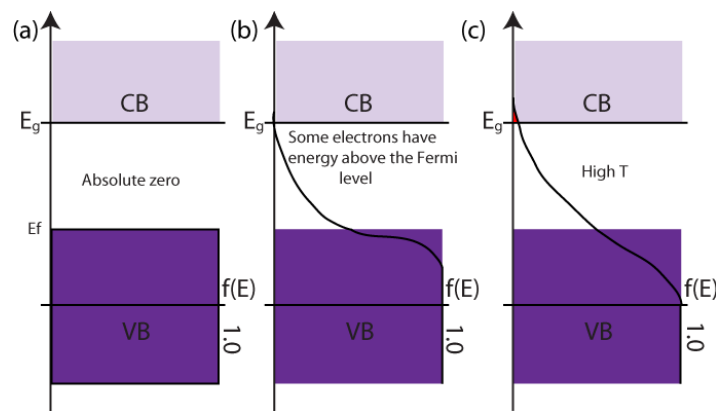 (a)
CB
Eg
Absolute zero
Ef
f(E)
VB
1.0
(b)
CB
Eg
Some electrons have
energy above the Fermi
level
f(E)
VB
1.0
(c)
CB
Eg
High T
f(E)
VB
1.0